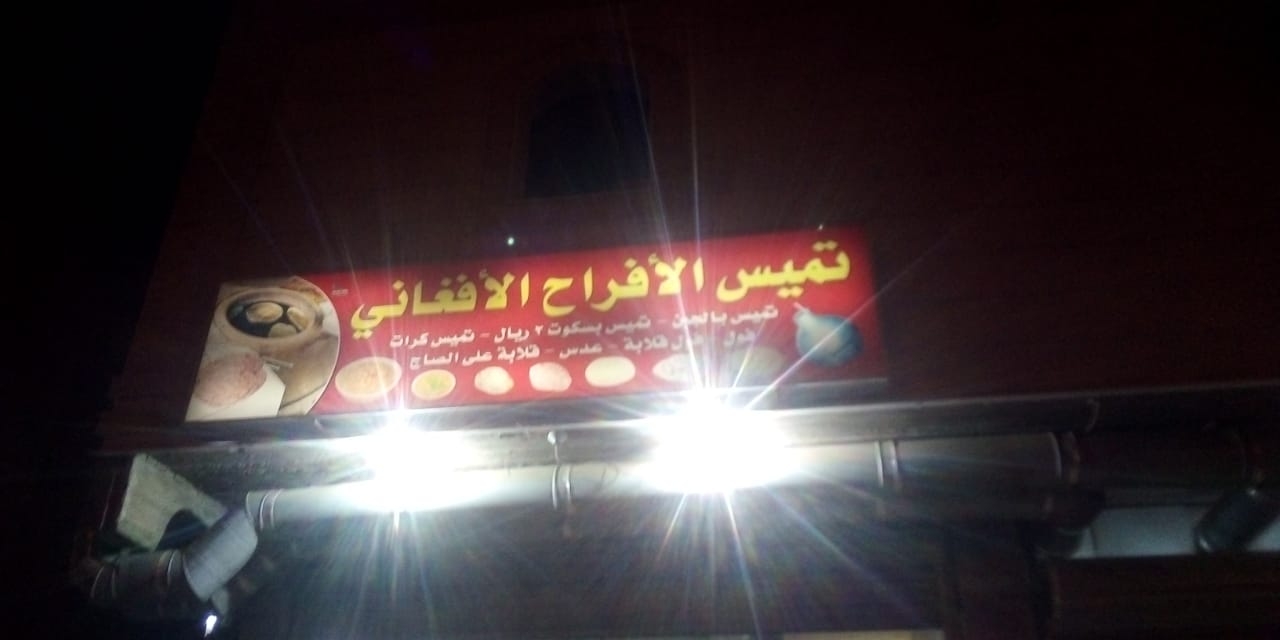 تميس الأفراح الأفغاني
تميس بالجبن - تميس بسكوت ٢ ريال - تميس كرات
فول - قلابة - عدس - قلابة على الصاج